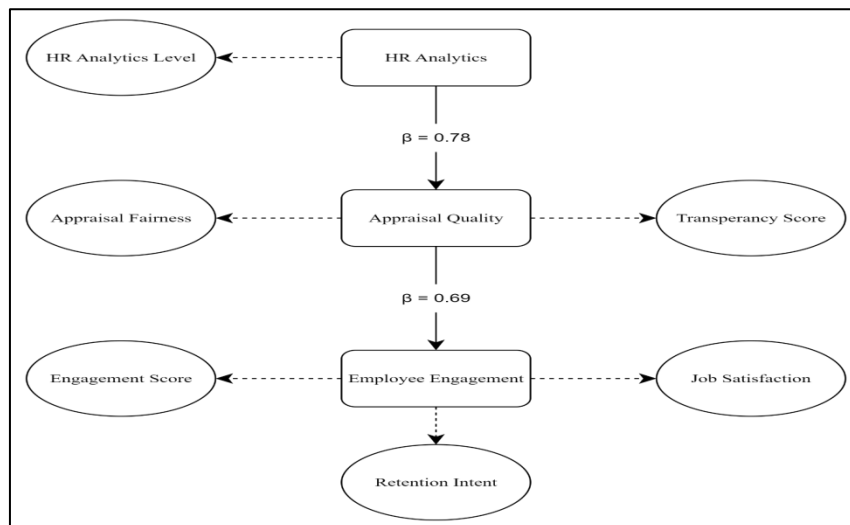 HR Analytics Level
HR Analytics
β = 0.78
Appraisal Fairness
Appraisal Quality
Transperancy Score
β = 0.69
Engagement Score
Employee Engagement
Job Satisfaction
Retention Intent